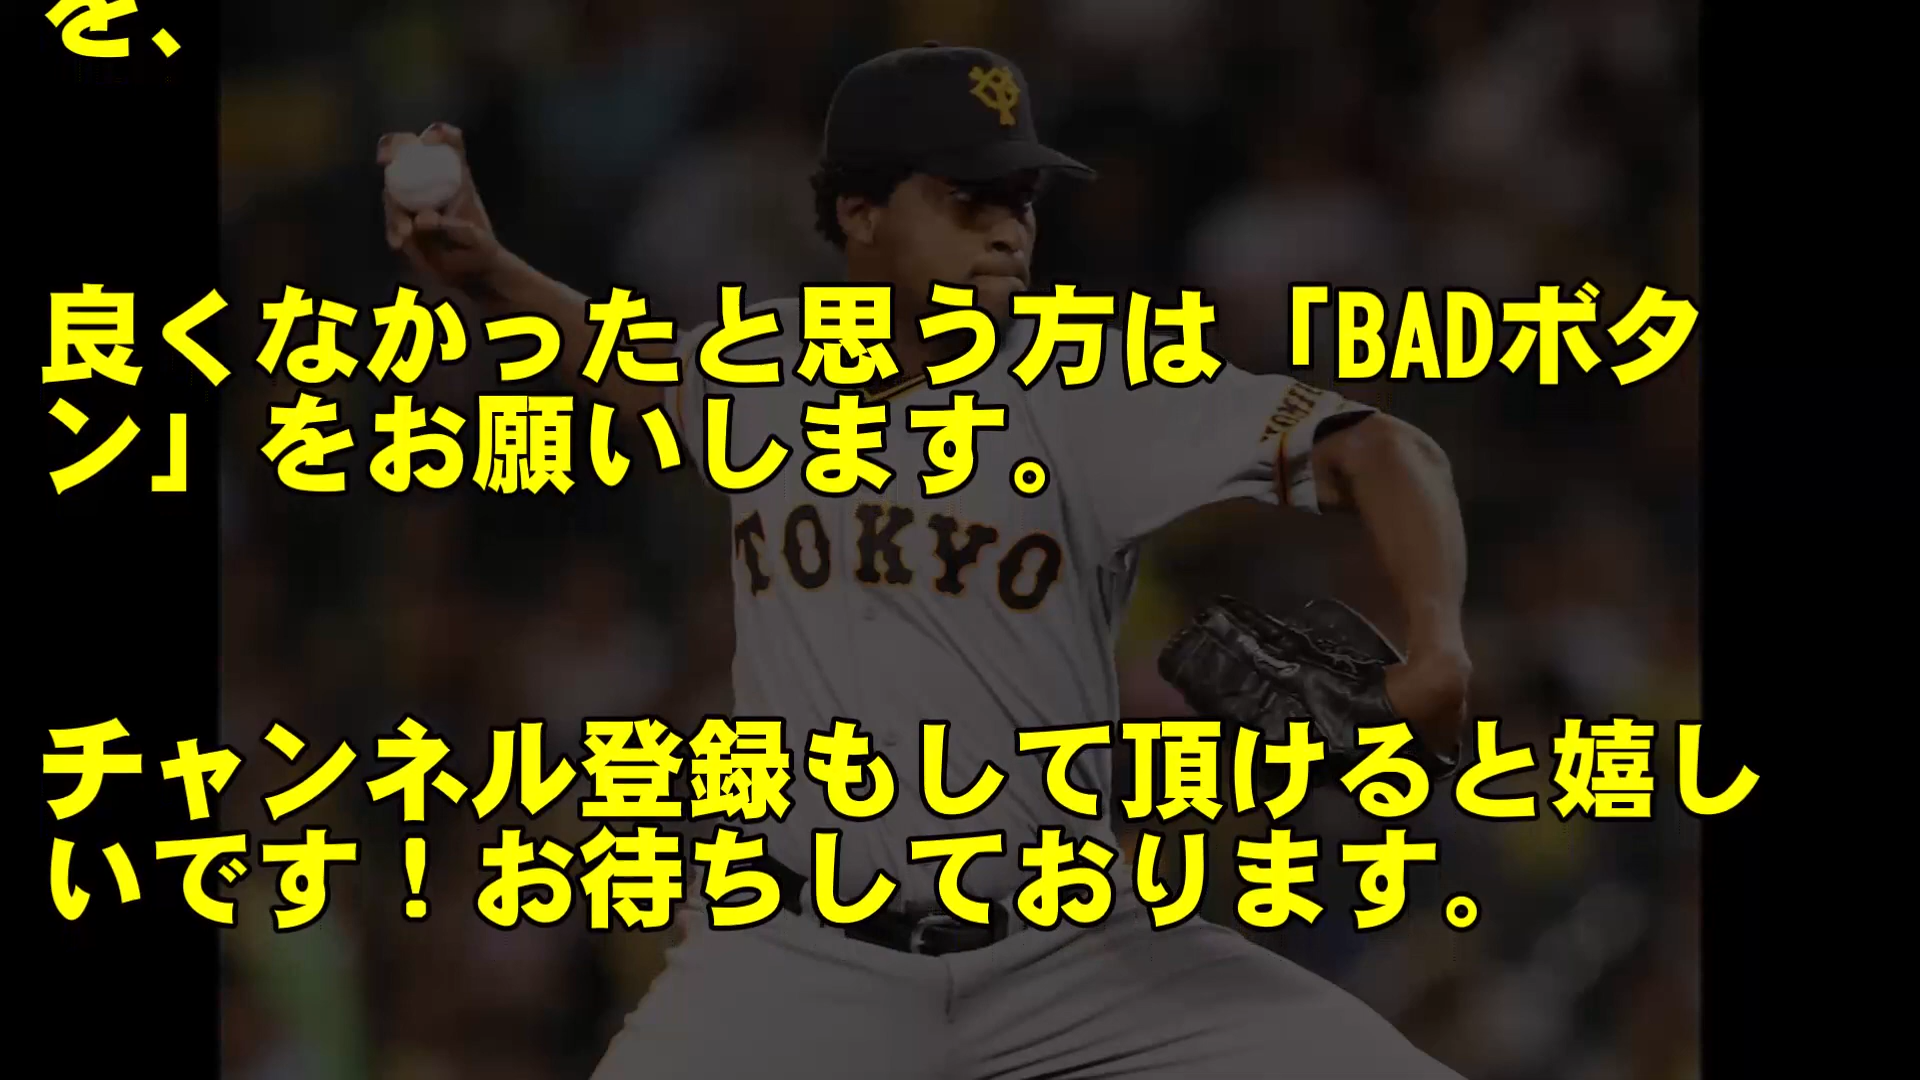 を、
良くなかったと思う方は「BADボタ
ン」をお願いします。
TOKYO
チャンネル登録もして頂けると嬉し
いです！お待ちしております。